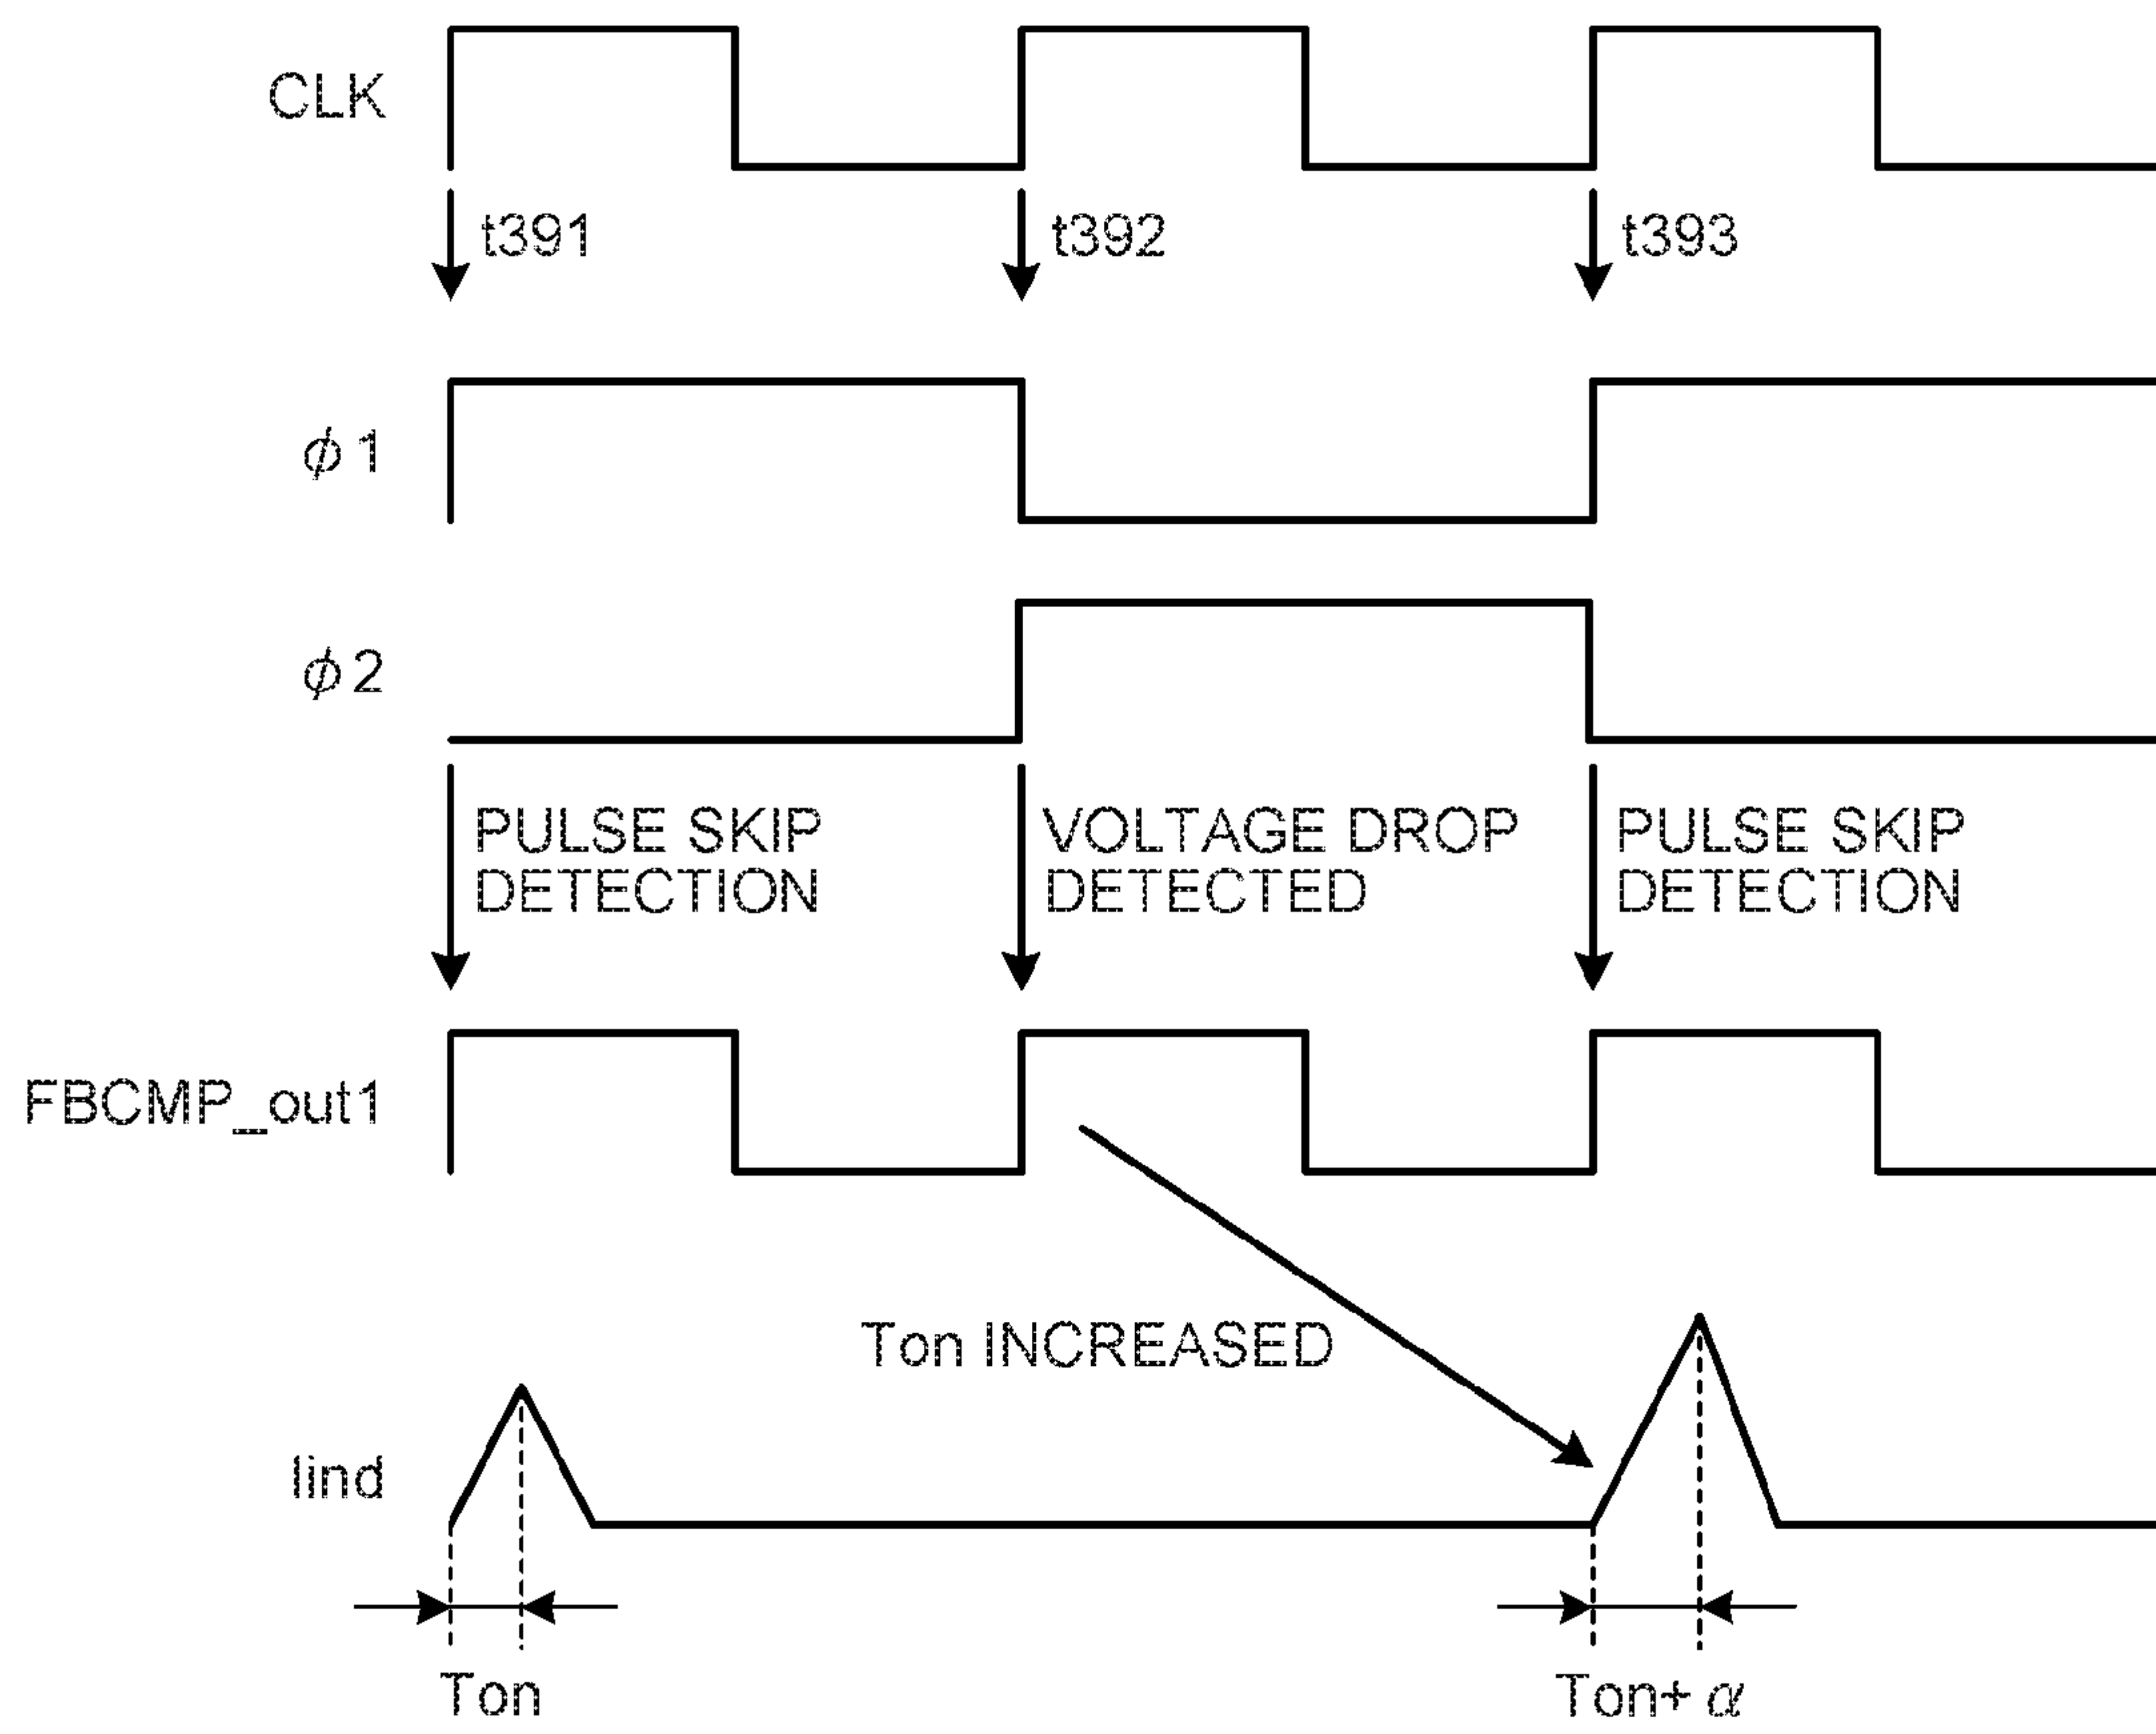 CLK
t391
t392
t393
ϕ1
ϕ2
PULSE SKIP
DETECTION
VOLTAGE DROP
DETECTED
PULSE SKIP
DETECTION
FBCMP_out1
Ton INCREASED
Iind
Ton
Ton+ α